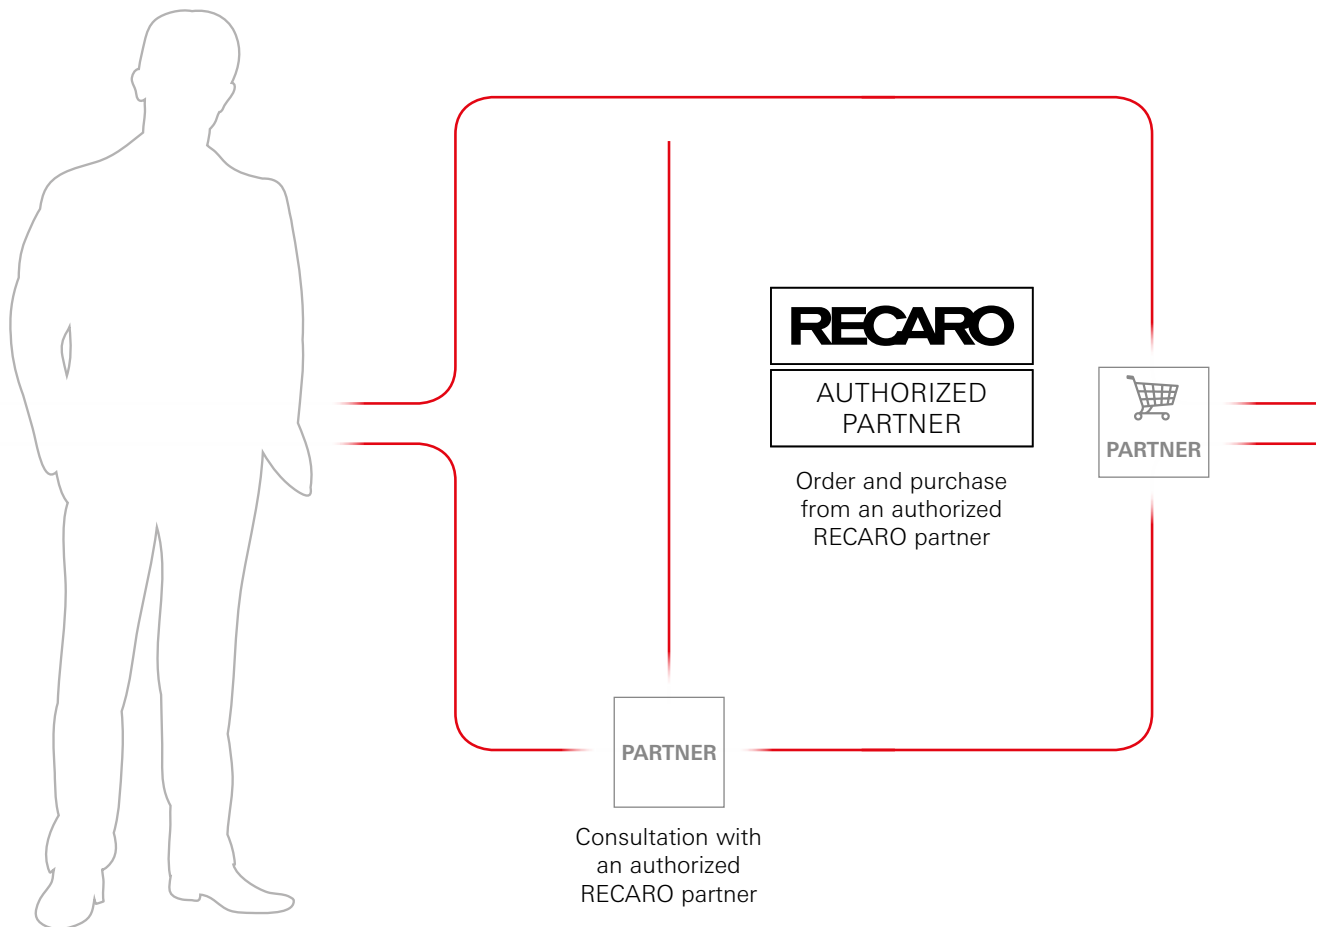 RECARO
AUTHORIZED
PARTNER
Order and purchase
from an authorized
RECARO partner
PARTNER
PARTNER
Consultation with
an authorized
RECARO partner